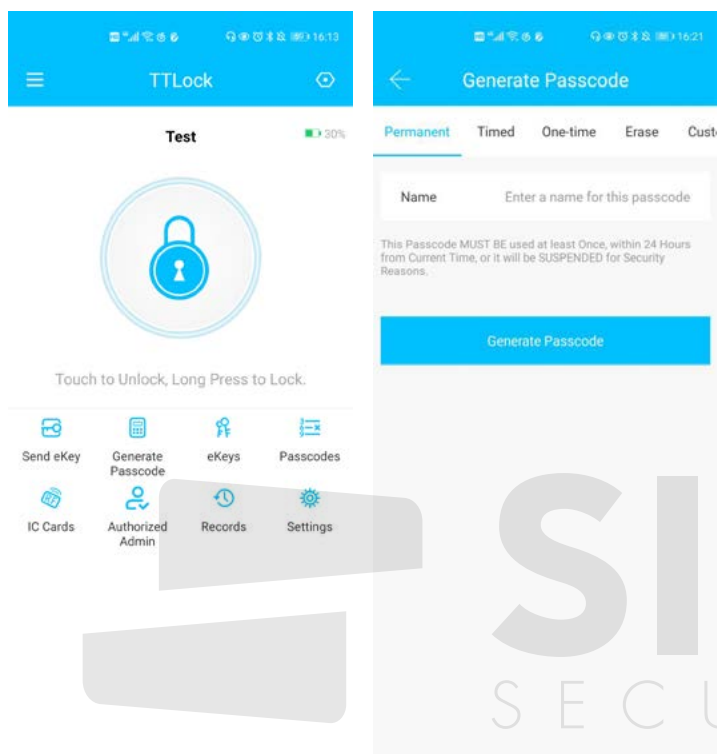 16:13
TTLock
Test
30%
Touch to Unlock, Long Press to Lock.
Send eKey
Generate
Passcode
eKeys
Passcodes
IC Cards
Authorized
Admin
Records
Settings
16:21
Generate Passcode
Permanent Timed One-time Erase Cust
Name Enter a name for this passcode
This Passcode MUST BE used at least Once, within 24 Hours
from Current Time, or it will be SUSPENDED for Security
Reasons.
Generate Passcode
SI
SECU